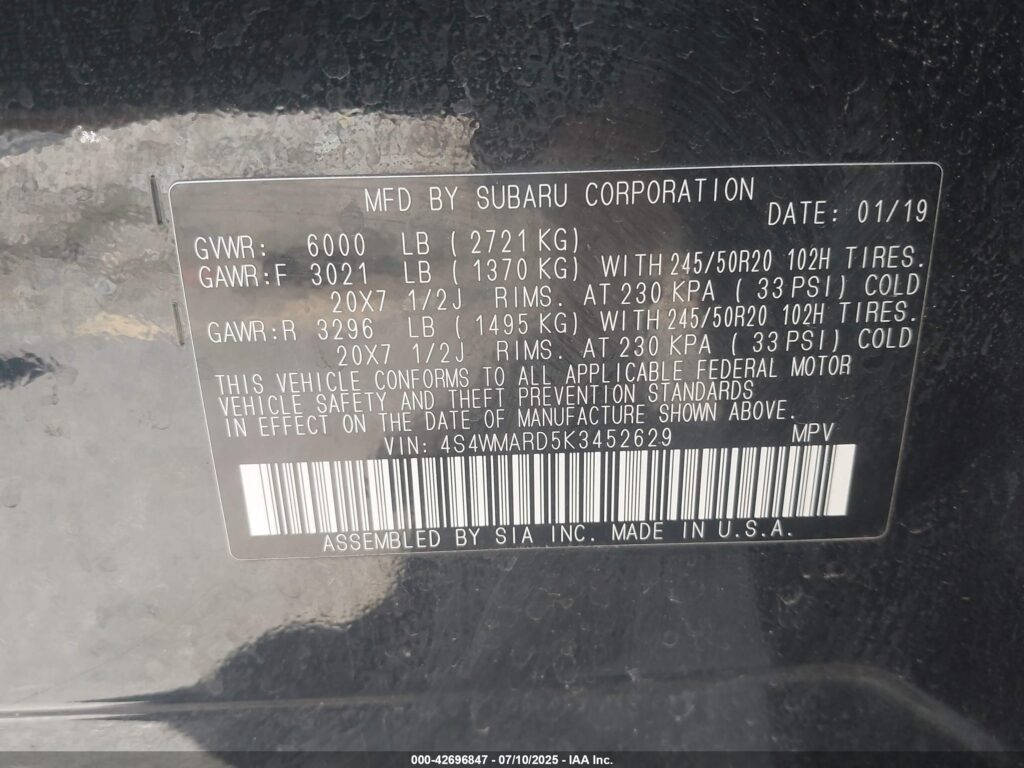 MFD BY SUBARU CORPORATION
DATE: 01/19
GVWR: 6000 LB ( 2721 KG)
GAWR:F 3021 LB ( 1370 KG) WITH 245/50R20 102H TIRES.
20X7 1/2J RIMS. AT 230 KPA ( 33 PSI) COLD
GAWR:R 3296 LB ( 1495 KG) WITH 245/50R20 102H TIRES.
20X7 1/2J RIMS. AT 230 KPA ( 33 PSI) COLD
THIS VEHICLE CONFORMS TO ALL APPLICABLE FEDERAL MOTOR
VEHICLE SAFETY AND THEFT PREVENTION STANDARDS
IN EFFECT ON THE DATE OF MANUFACTURE SHOWN ABOVE.
VIN: 4S4WMARD5K3452629 MPV
ASSEMBLED BY SIA INC. MADE IN U.S.A.
000-42696847 - 07/10/2025 - IAA Inc.